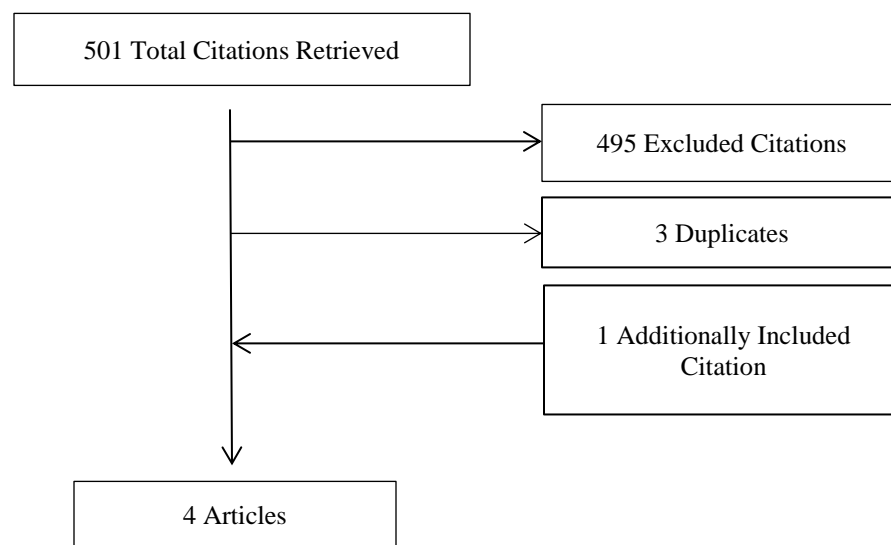 501 Total Citations Retrieved
495 Excluded Citations
3 Duplicates
1 Additionally Included
Citation
4 Articles